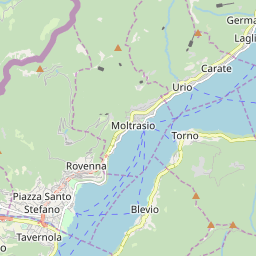 Germa
Lagli
Carate
Urio
Moltrasio
Torno
Rovenna
Piazza Santo
Stefano
Blevio
Tavernola
o